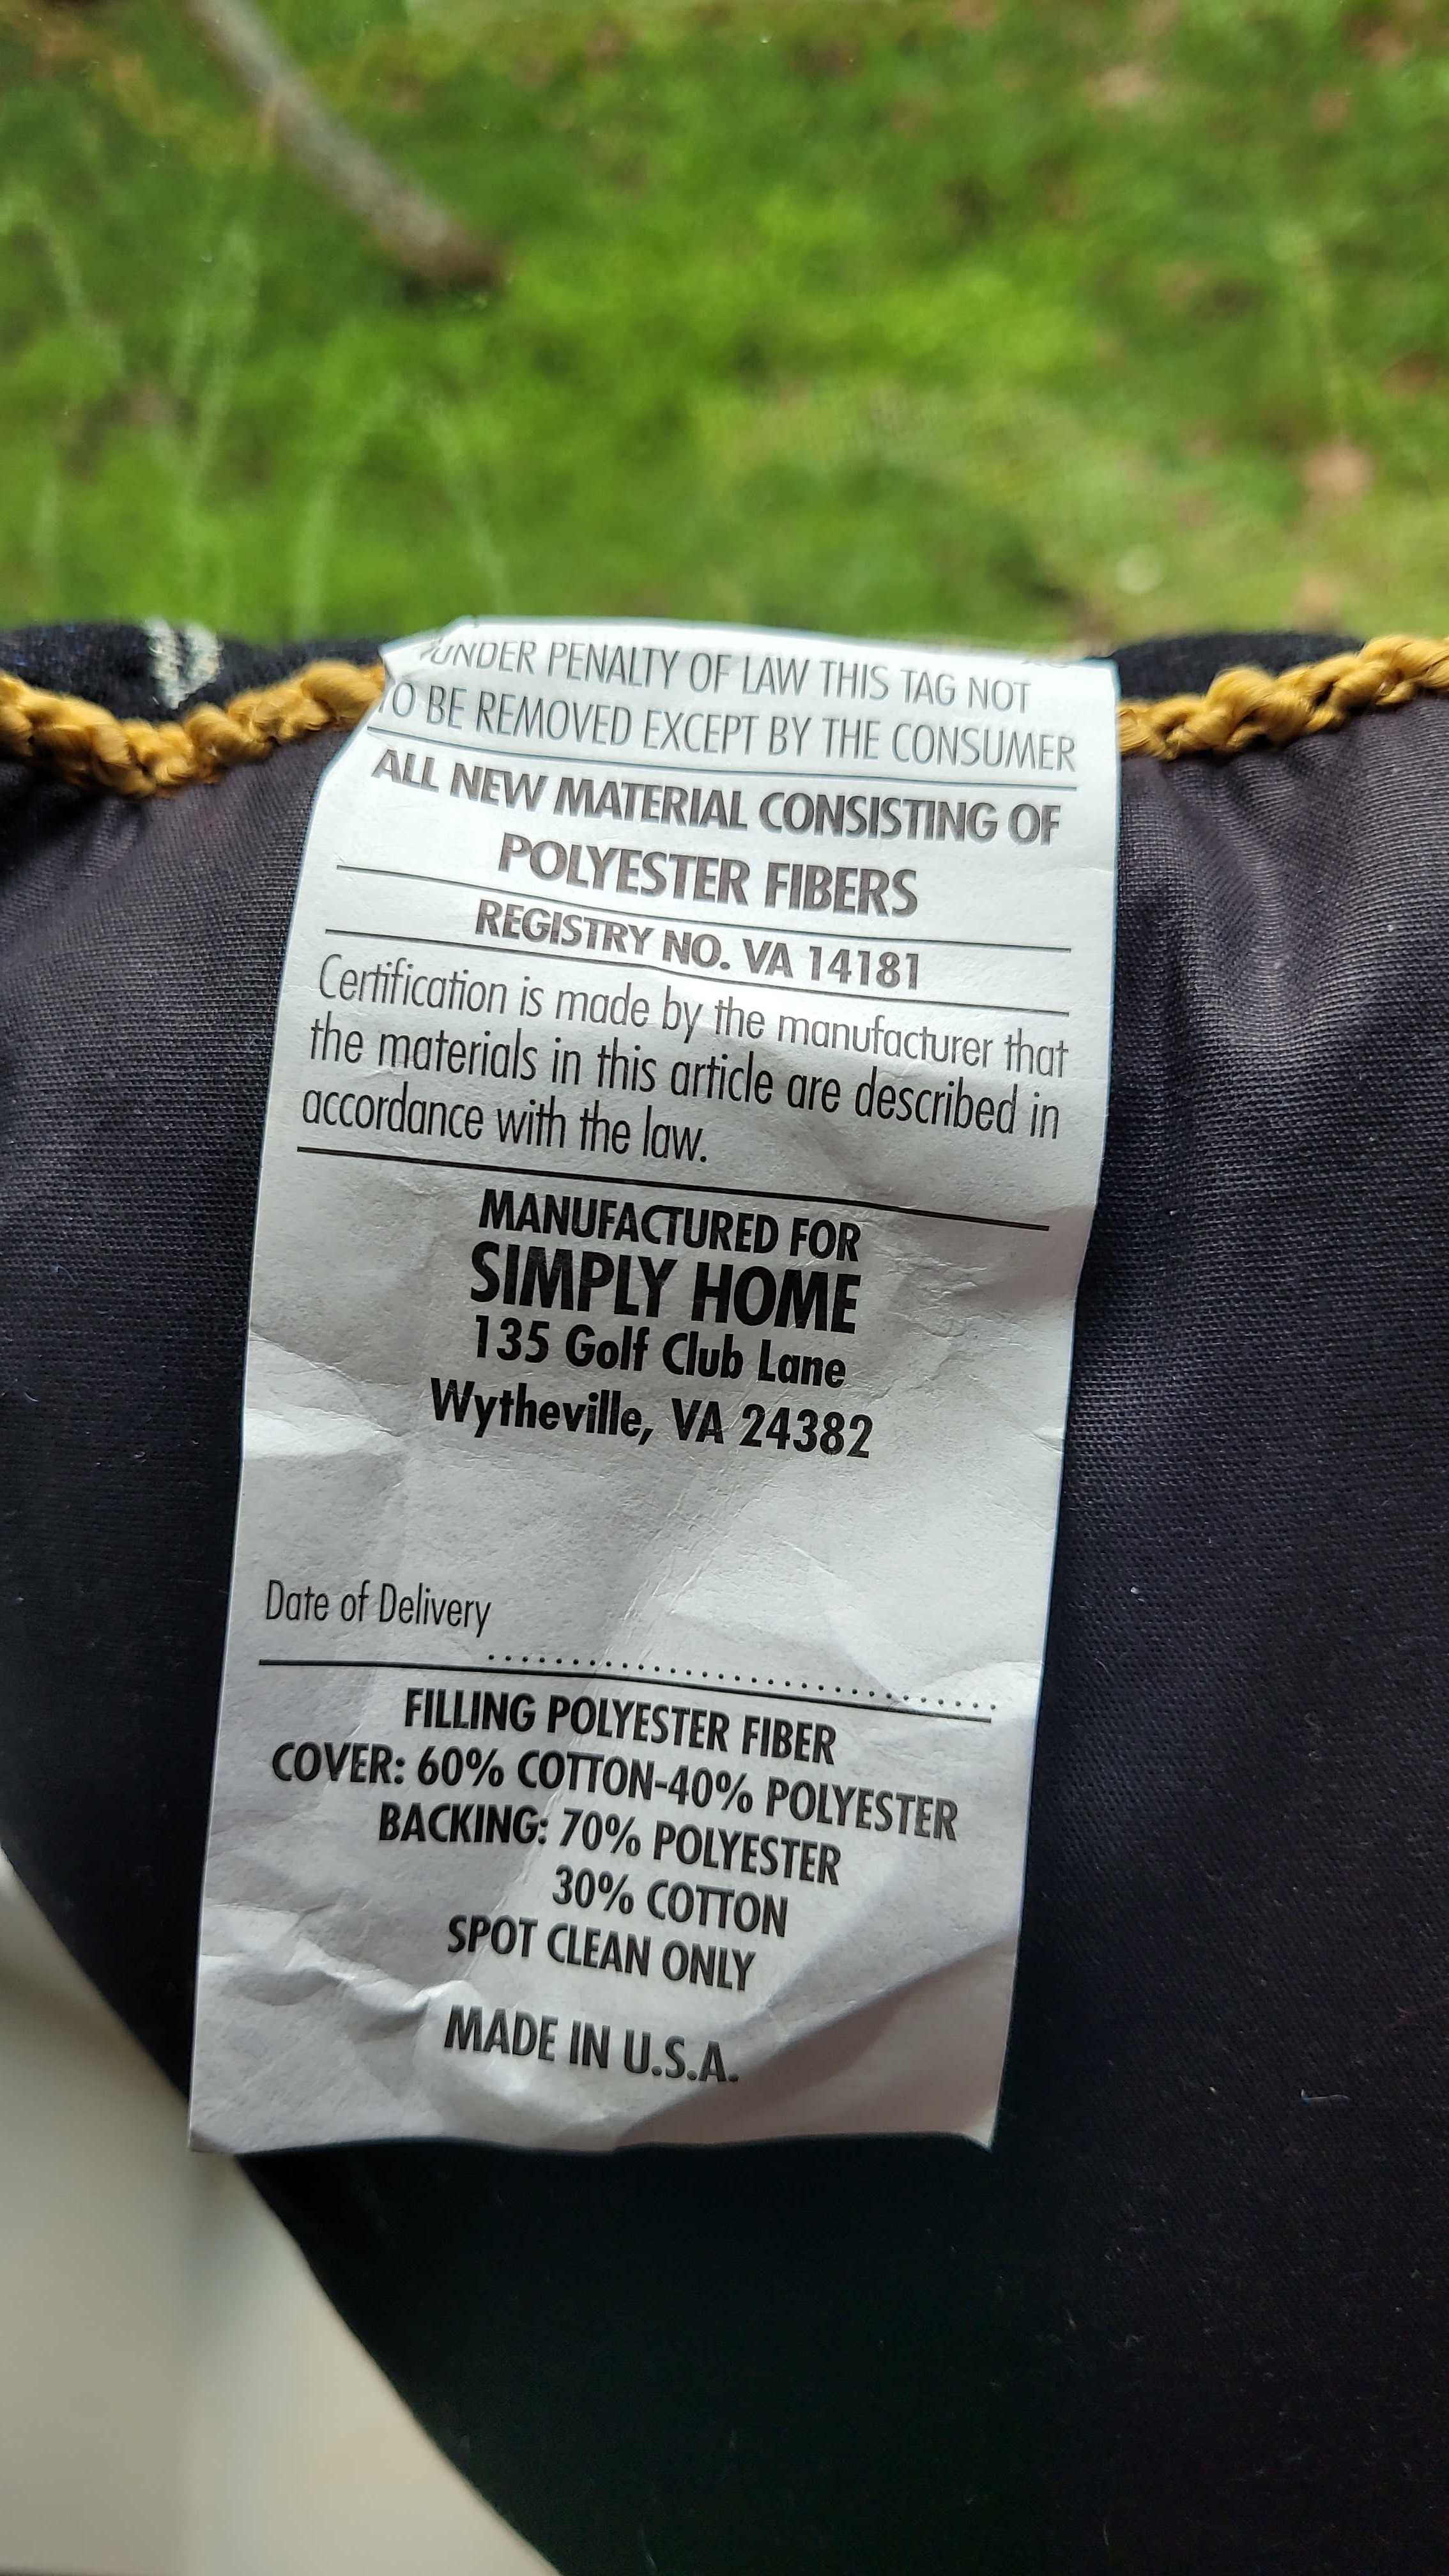 UNDER PENALTY OF LAW THIS TAG NOT
TO BE REMOVED EXCEPT BY THE CONSUMER
ALL NEW MATERIAL CONSISTING OF
POLYESTER FIBERS
REGISTRY NO. VA 14181
Certification is made by the manufacturer that
the materials in this article are described in
accordance with the law.
MANUFACTURED FOR
SIMPLY HOME
135 Golf Club Lane
Wytheville, VA 24382
Date of Delivery
FILLING POLYESTER FIBER
COVER: 60% COTTON-40% POLYESTER
BACKING: 70% POLYESTER
30% COTTON
SPOT CLEAN ONLY
MADE IN U.S.A.